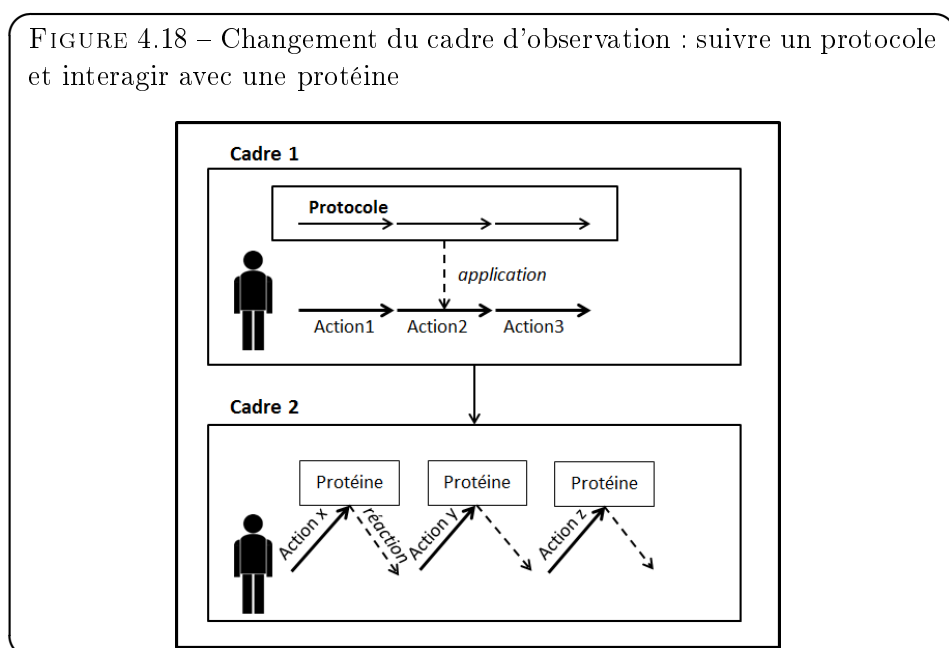 FIGURE 4.18 – Changement du cadre d'observation : suivre un protocole
et interagir avec une protéine
Cadre 1
Protocole
application
Action1 Action2 Action3
Cadre 2
Protéine Protéine Protéine
Action x réaction Action y Action z